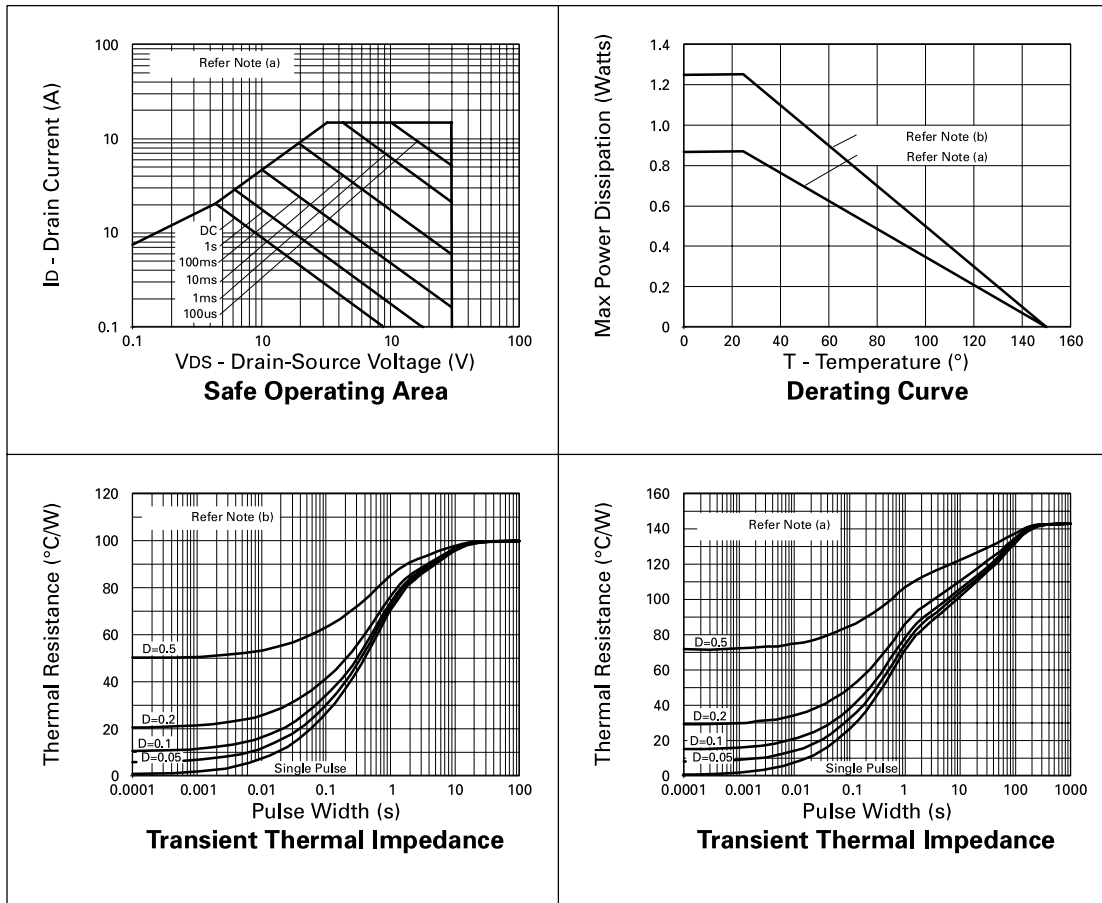 100
10
10
0.1
ID - Drain Current (A)
Refer Note (a)
DC
1s
100ms
10ms
1ms
100us
0.1
10
100
VDS - Drain-Source Voltage (V)
Safe Operating Area
1.4
1.2
1.0
0.8
0.6
0.4
0.2
0
Max Power Dissipation (Watts)
Refer Note (b)
Refer Note (a)
0
20
40
60
80
100
120
140
160
T - Temperature (°)
Derating Curve
120
100
80
60
40
20
0
Thermal Resistance (°C/W)
Refer Note (b)
D=0.5
D=0.2
D=0.1
D=0.05
Single Pulse
0.0001
0.001
0.01
0.1
1
10
100
Pulse Width (s)
Transient Thermal Impedance
160
140
120
100
80
60
40
20
0
Thermal Resistance (°C/W)
Refer Note (a)
D=0.5
D=0.2
D=0.1
D=0.05
Single Pulse
0.0001
0.001
0.01
0.1
1
10
100
1000
Pulse Width (s)
Transient Thermal Impedance